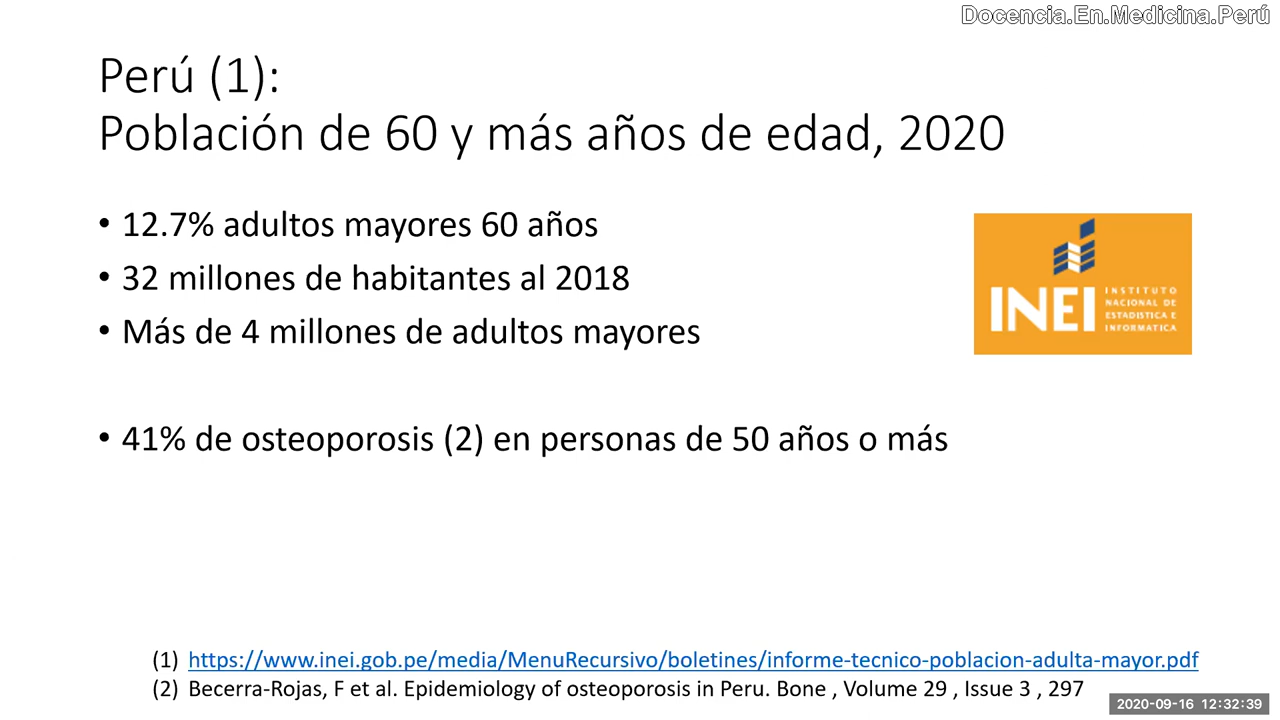 Docencia.En.Medicina.Perú
Perú (1):
Población de 60 y más años de edad, 2020
• 12.7% adultos mayores 60 años
• 32 millones de habitantes al 2018
• Más de 4 millones de adultos mayores
INEI
INSTITUTO
NACIONAL DE
ESTADÍSTICA E
INFORMÁTICA
• 41% de osteoporosis (2) en personas de 50 años o más
(1) https://www.inei.gob.pe/media/MenuRecursivo/boletines/informe-tecnico-poblacion-adulta-mayor.pdf
(2) Becerra-Rojas, F et al. Epidemiology of osteoporosis in Peru. Bone , Volume 29 , Issue 3 , 297
2020-09-16 12:32:39